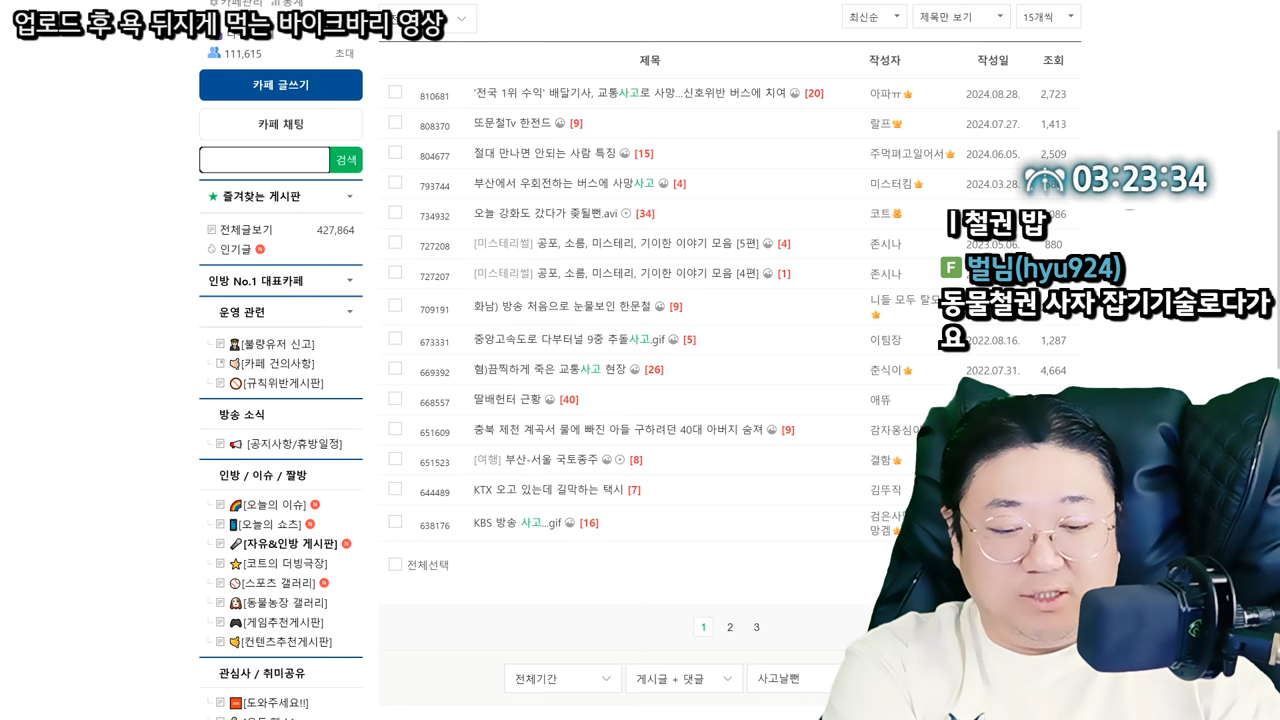 업로드 후 욕 뒤지게 먹는 바이크바리 영상
111,615 초대
카페 글쓰기
카페 채팅
검색
★ 즐겨찾는 게시판
전체글보기 427,864
인기글 N
인방 No.1 대표카페
운영 관련
[불량유저 신고]
[카페 건의사항]
[규칙위반게시판]
방송 소식
[공지사항/휴방일정]
인방 / 이슈 / 짤방
[오늘의 이슈] N
[오늘의 쇼츠] N
[자유&인방 게시판] N
[코트의 더빙극장]
[스포츠 갤러리] N
[동물농장 갤러리]
[게임추천게시판]
[컨텐츠추천게시판]
관심사 / 취미공유
[도와주세요!!]
최신순 제목만 보기 15개씩
제목 작성자 작성일 조회
810681 '전국 1위 수익' 배달기사, 교통사고로 사망...신호위반 버스에 치여 [20] 아파ㅠ 2024.08.28. 2,723
808370 또문철Tv 한전드 [9] 랄프 2024.07.27. 1,413
804677 절대 만나면 안되는 사람 특징 [15] 주먹펴고일어서 2024.06.05. 2,509
793744 부산에서 우회전하는 버스에 사망사고 [4] 미스터킴 2024.03.28.
734932 오늘 강화도 갔다가 좆될뻔.avi [34] 코트
727208 [미스테리썰] 공포, 소름, 미스테리, 기이한 이야기 모음 [5편] [4] 존시나 2023.05.06. 880
727207 [미스테리썰] 공포, 소름, 미스테리, 기이한 이야기 모음 [4편] [1] 존시나
709191 화남) 방송 처음으로 눈물보인 한문철 [9] 니들 모두 탈모
673331 중앙고속도로 다부터널 9중 추돌사고.gif [5] 이팀장 2022.08.16. 1,287
669392 혐)끔찍하게 죽은 교통사고 현장 [26] 춘식이 2022.07.31. 4,664
668557 딸배헌터 근황 [40] 애뜌
651609 충북 제천 계곡서 물에 빠진 아들 구하려던 40대 아버지 숨져 [9] 감자옹심이
651523 [여행] 부산-서울 국토종주 [8] 결함
644489 KTX 오고 있는데 길막하는 택시 [7] 김뚜직
638176 KBS 방송 사고...gif [16] 검은사
망겜
전체선택
1 2 3
전체기간 게시글 + 댓글 사고날뻔
03:23:34
철권 밥
F 벌님(hyu924)
동물철권 사자 잡기기술로다가
요